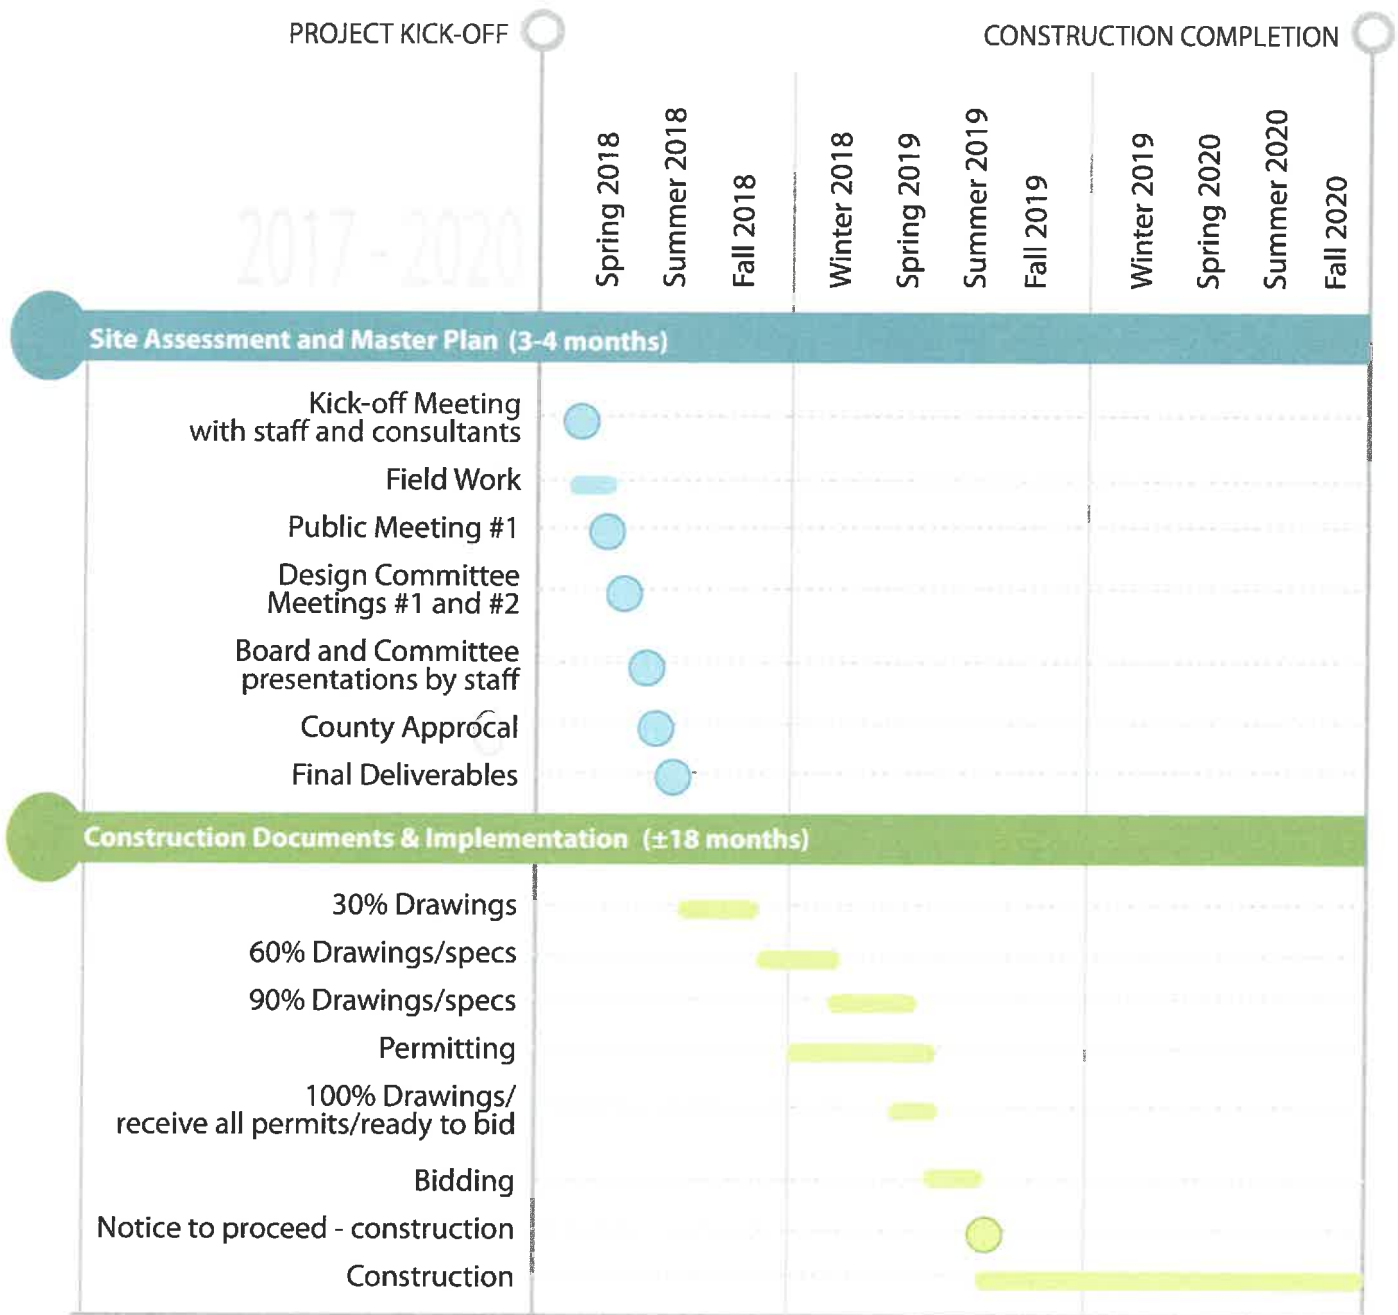 PROJECT KICK-OFF
CONSTRUCTION COMPLETION
Spring 2018
Summer 2018
Fall 2018
Winter 2018
Spring 2019
Summer 2019
Fall 2019
Winter 2019
Spring 2020
Summer 2020
Fall 2020
2017 - 2020
Site Assessment and Master Plan (3-4 months)
Kick-off Meeting
with staff and consultants
Field Work
Public Meeting #1
Design Committee
Meetings #1 and #2
Board and Committee
presentations by staff
County Approcal
Final Deliverables
Construction Documents & Implementation (±18 months)
30% Drawings
60% Drawings/specs
90% Drawings/specs
Permitting
100% Drawings/
receive all permits/ready to bid
Bidding
Notice to proceed - construction
Construction